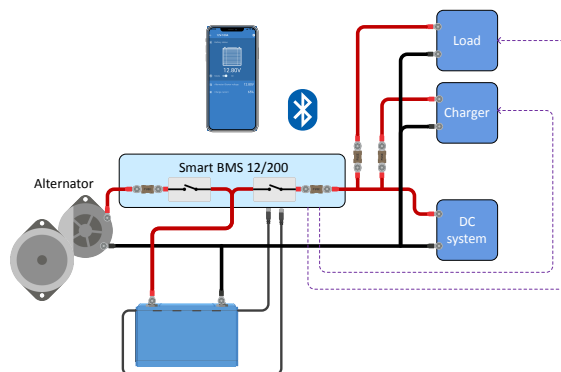 12.80V
Load
Charger
Smart BMS 12/200
Alternator
DC
system